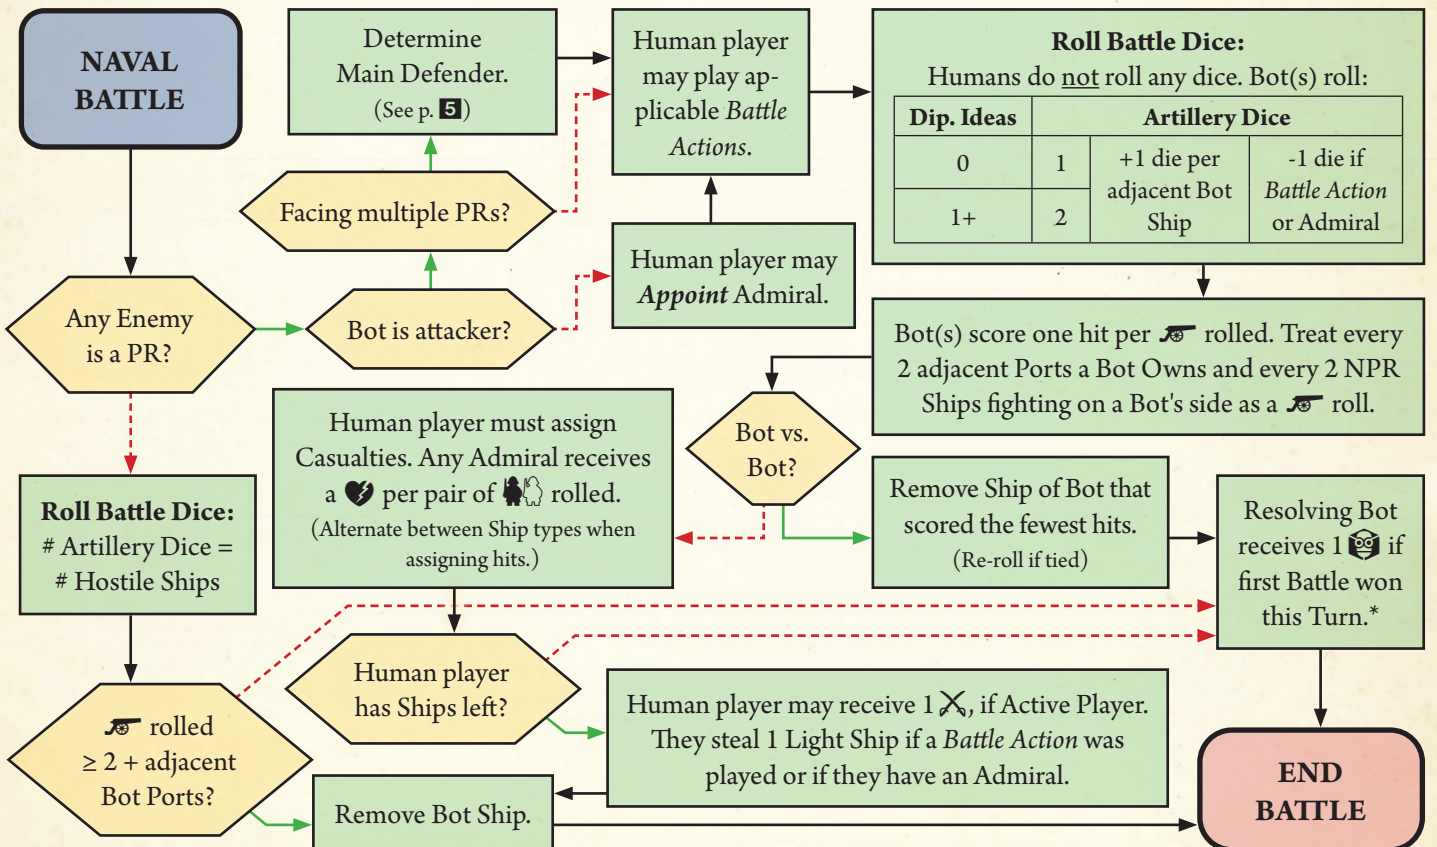 NAVAL
BATTLE
Any Enemy
is a PR?
Roll Battle Dice:
# Artillery Dice =
# Hostile Ships
rolled
≥ 2 + adjacent
Bot Ports?
Determine
Main Defender.
(See p. 5)
Facing multiple PRs?
Bot is attacker?
Human player
may play ap-
plicable Battle
Actions.
Human player may
Appoint Admiral.
Roll Battle Dice:
Humans do not roll any dice. Bot(s) roll:
Dip. Ideas Artillery Dice
0 1
1+ 2
+1 die per
adjacent Bot
Ship
-1 die if
Battle Action
or Admiral
Bot(s) score one hit per rolled. Treat every
2 adjacent Ports a Bot Owns and every 2 NPR
Ships fighting on a Bot's side as a roll.
Bot vs.
Bot?
Human player must assign
Casualties. Any Admiral receives
a per pair of rolled.
(Alternate between Ship types when
assigning hits.)
Remove Ship of Bot that
scored the fewest hits.
(Re-roll if tied)
Resolving Bot
receives 1 if
first Battle won
this Turn.*
Human player
has Ships left?
Human player may receive 1 , if Active Player.
They steal 1 Light Ship if a Battle Action was
played or if they have an Admiral.
Remove Bot Ship.
END
BATTLE